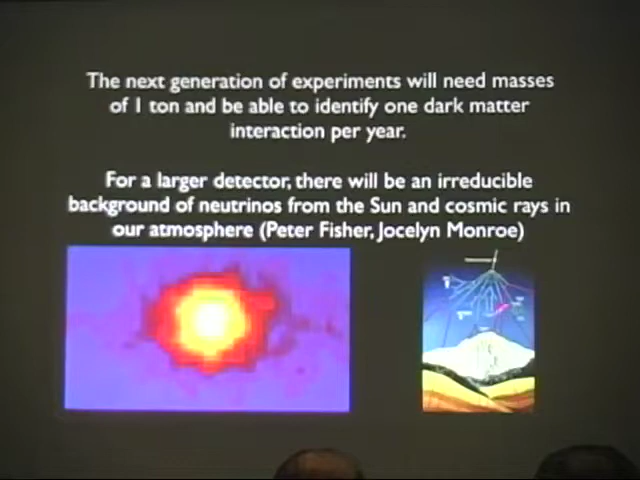 The next generation of experiments will need masses
of 1 ton and be able to identify one dark matter
interaction per year.
For a larger detector, there will be an irreducible
background of neutrinos from the Sun and cosmic rays in
our atmosphere (Peter Fisher, Jocelyn Monroe)